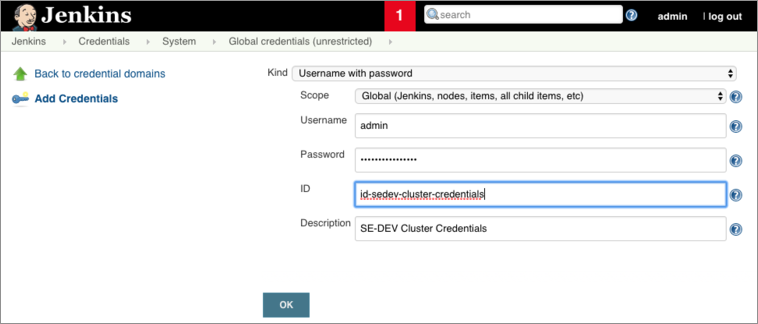 Jenkins 1 search admin | log out
Jenkins Credentials System Global credentials (unrestricted)
Back to credential domains
Add Credentials
Kind Username with password
Scope Global (Jenkins, nodes, items, all child items, etc)
Username admin
Password •••••••••••••••
ID id-sedev-cluster-credentials
Description SE-DEV Cluster Credentials
OK